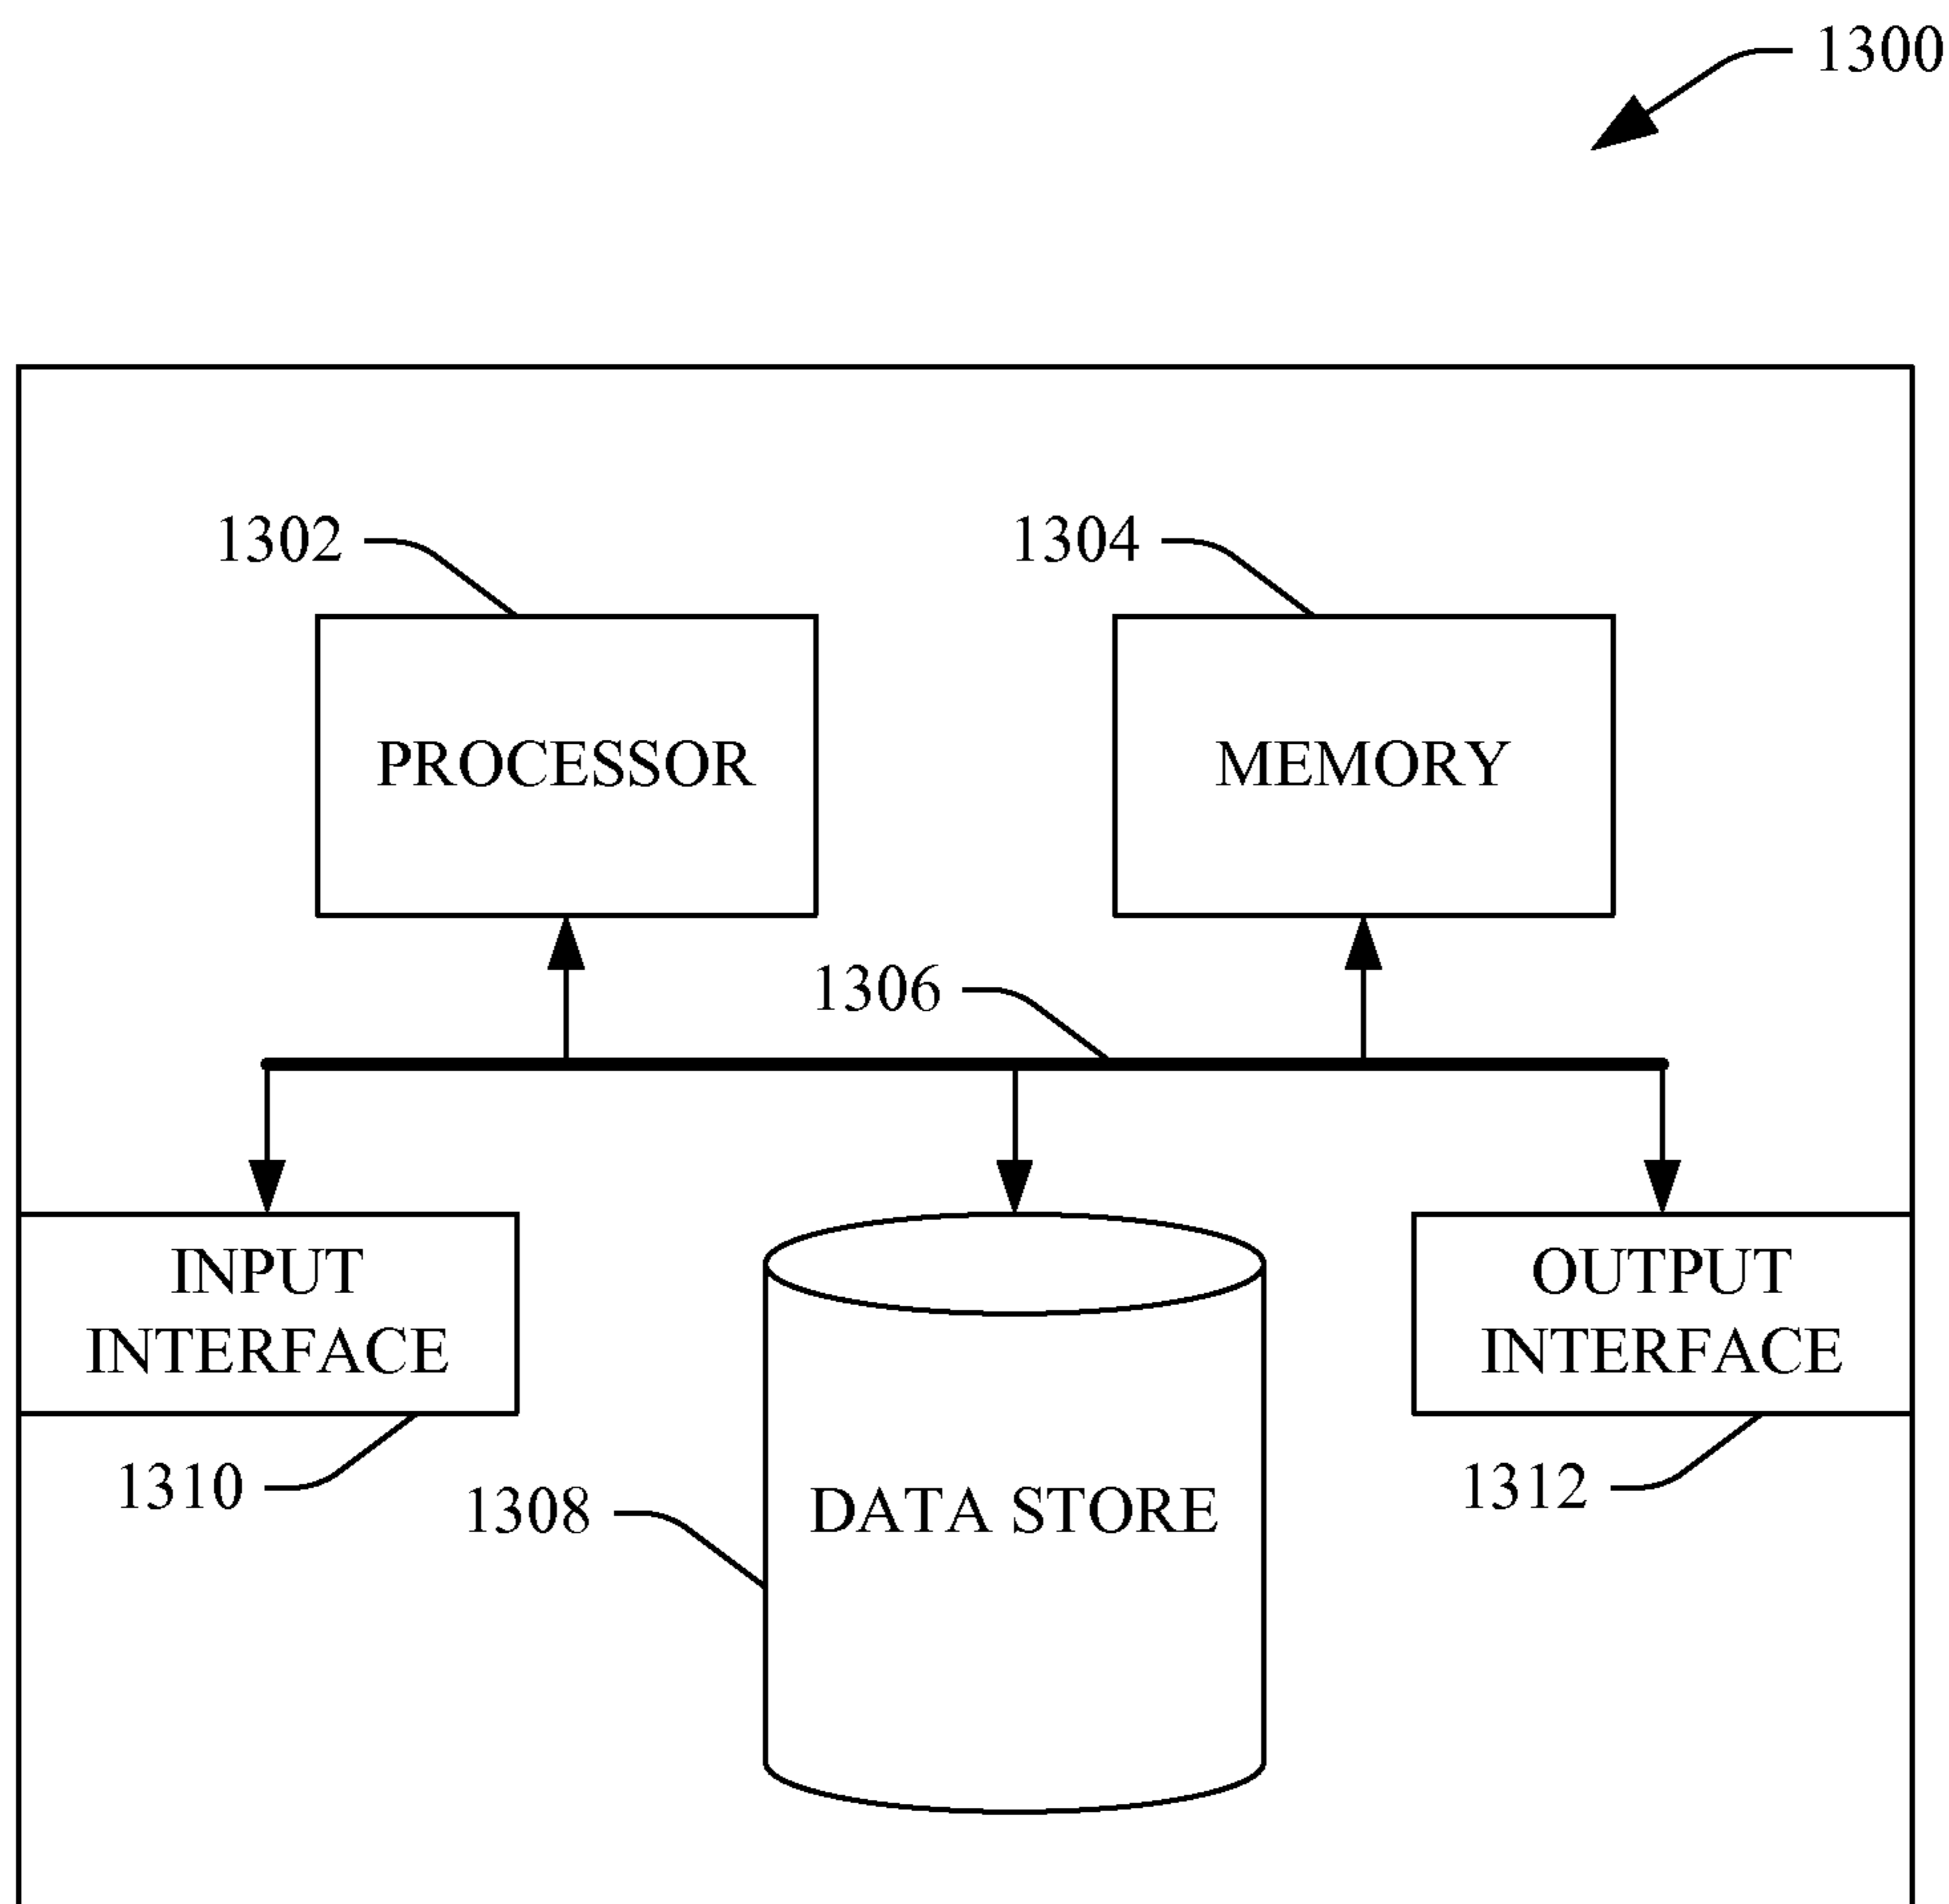 1300
1302
1304
PROCESSOR
MEMORY
1306
INPUT
INTERFACE
OUTPUT
INTERFACE
1310
1308
DATA STORE
1312